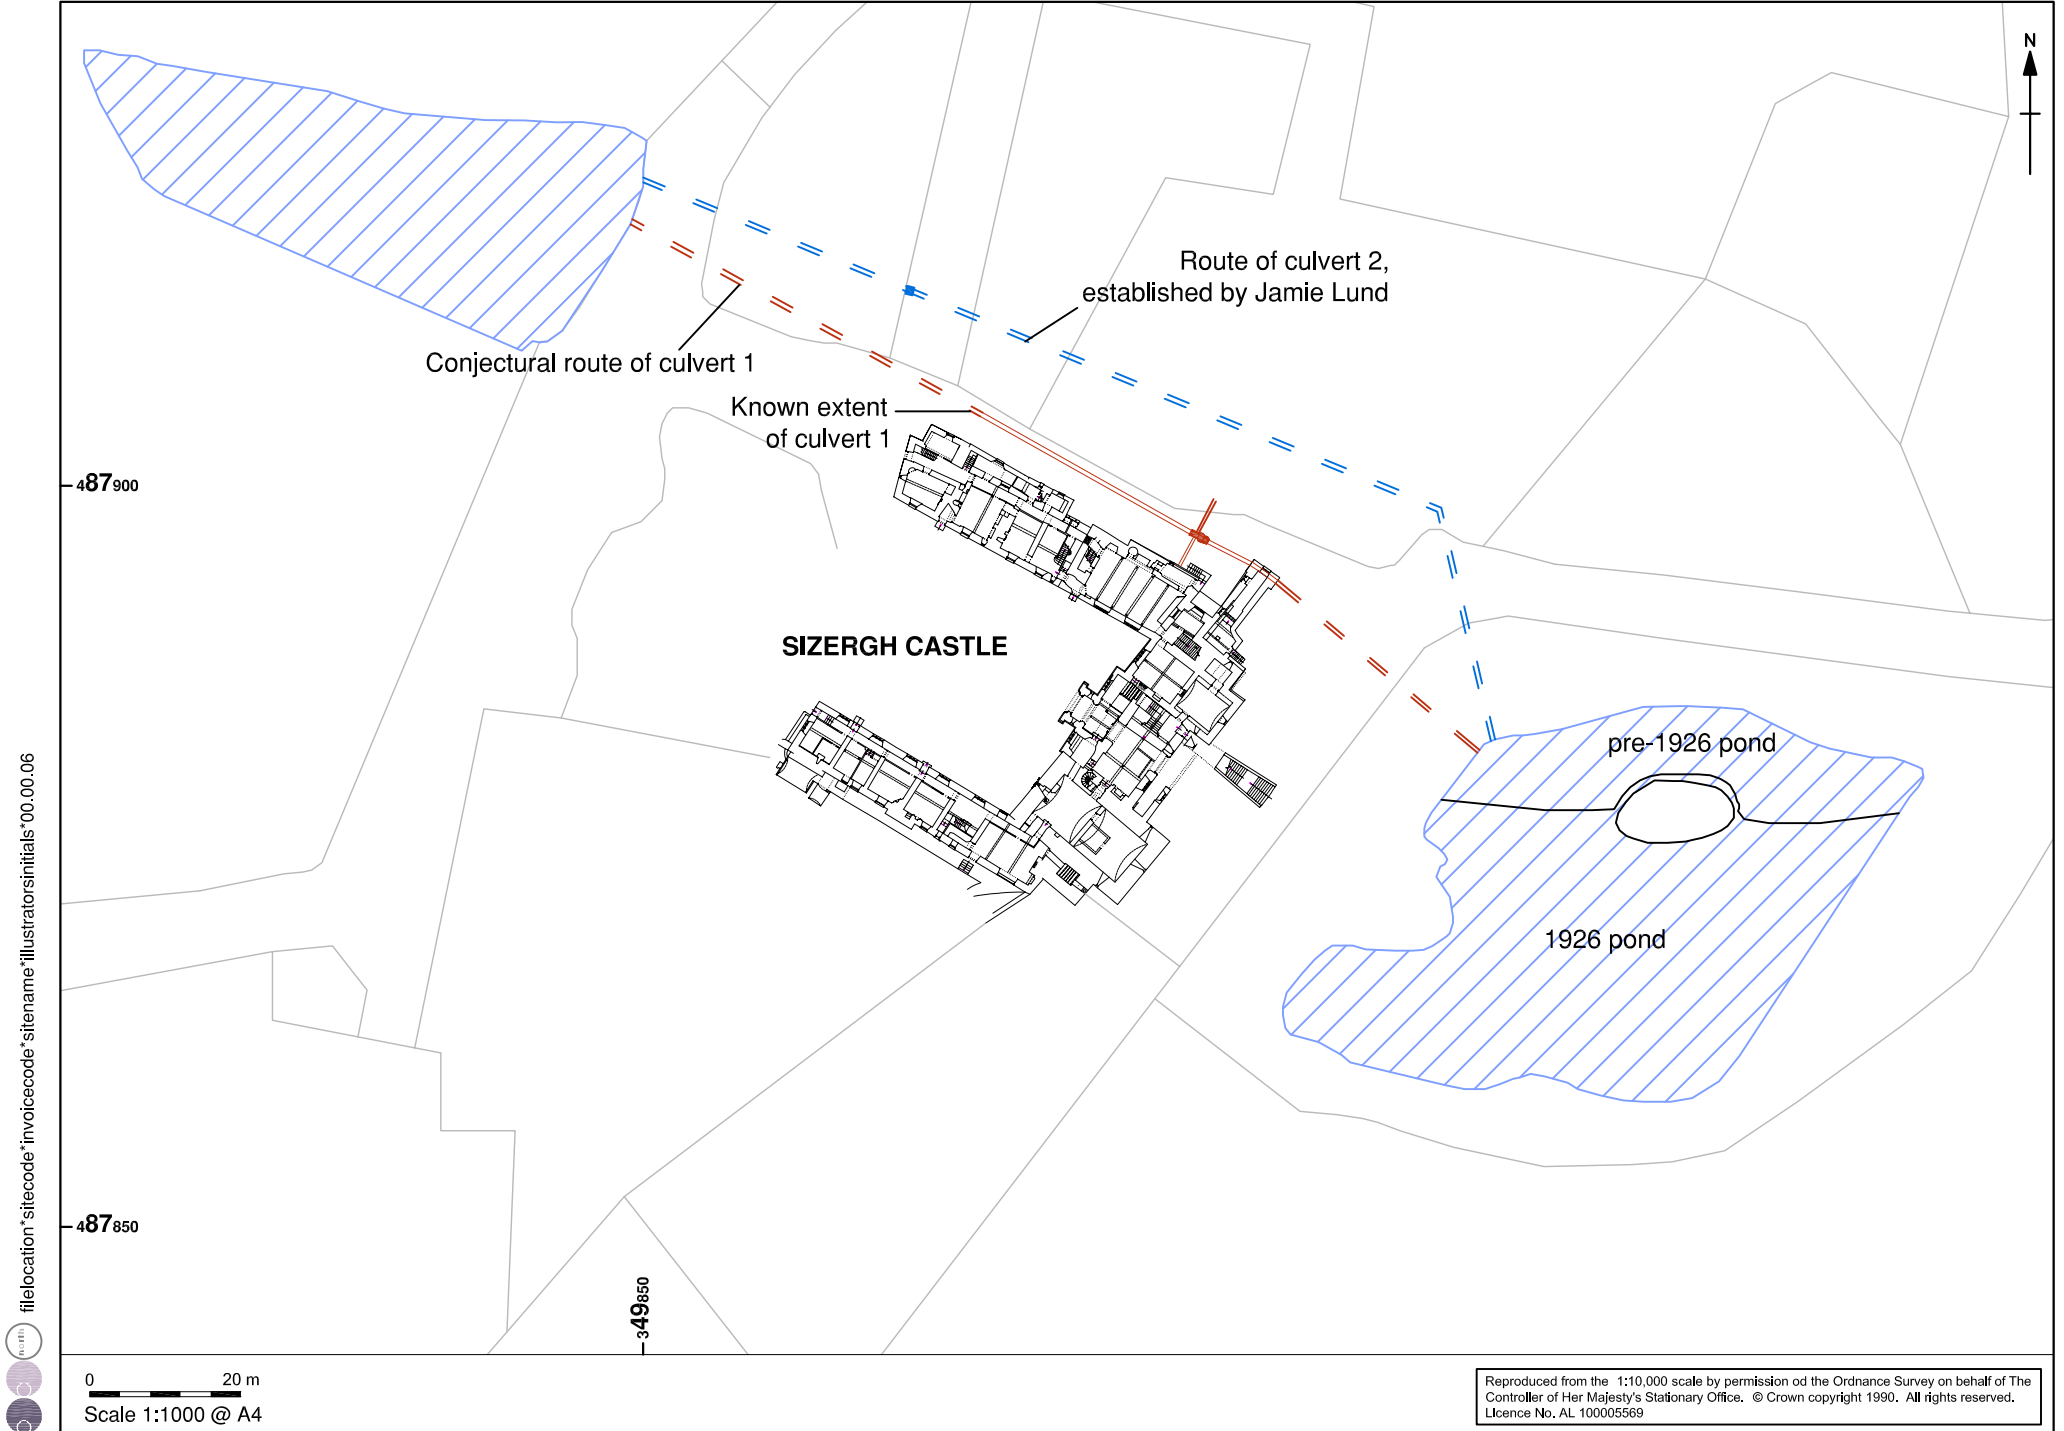 N
Route of culvert 2,
established by Jamie Lund
Conjectural route of culvert 1
Known extent
of culvert 1
487900
SIZERGH CASTLE
pre-1926 pond
1926 pond
487850
349850
filelocation*sitecode*invoicecode*sitename*illustratorsinitials*00.00.06
north
0 20 m
Scale 1:1000 @ A4
Reproduced from the 1:10,000 scale by permission od the Ordnance Survey on behalf of The
Controller of Her Majesty's Stationary Office. © Crown copyright 1990. All rights reserved.
Licence No. AL 100005569